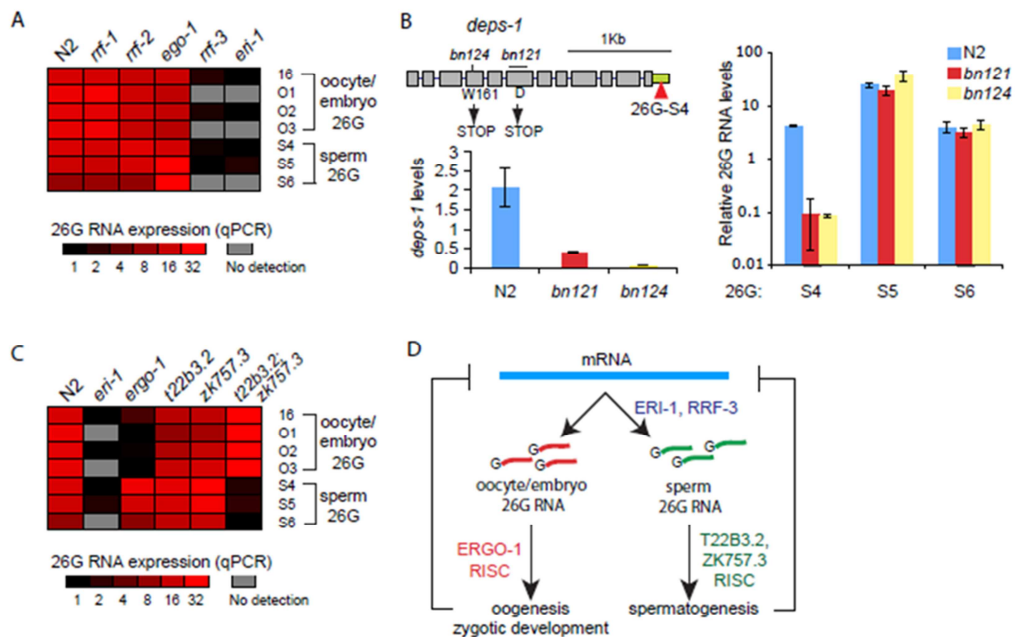 A
N2 rrf-1 rrf-2 ego-1 rrf-3 eri-1
16
O1
O2
O3
S4
S5
S6
oocyte/
embryo
26G
sperm
26G
26G RNA expression (qPCR)
1 2 4 8 16 32
No detection
B
deps-1
bn124 bn121
1Kb
W161 D
26G-S4
STOP STOP
deps-1 levels
3
2.5
2
1.5
1
0.5
0
N2 bn121 bn124
Relative 26G RNA levels
100
10
1
0.1
0.01
N2
bn121
bn124
26G: S4 S5 S6
C
N2 eri-1 ergo-1 t22b3.2 zk757.3 t22b3.2;
zk757.3
16
O1
O2
O3
S4
S5
S6
oocyte/
embryo
26G
sperm
26G
26G RNA expression (qPCR)
1 2 4 8 16 32
No detection
D
mRNA
ERI-1, RRF-3
G G G
G G G
oocyte/embryo
26G RNA
sperm
26G RNA
ERGO-1
RISC
T22B3.2,
ZK757.3
RISC
oogenesis
zygotic development
spermatogenesis